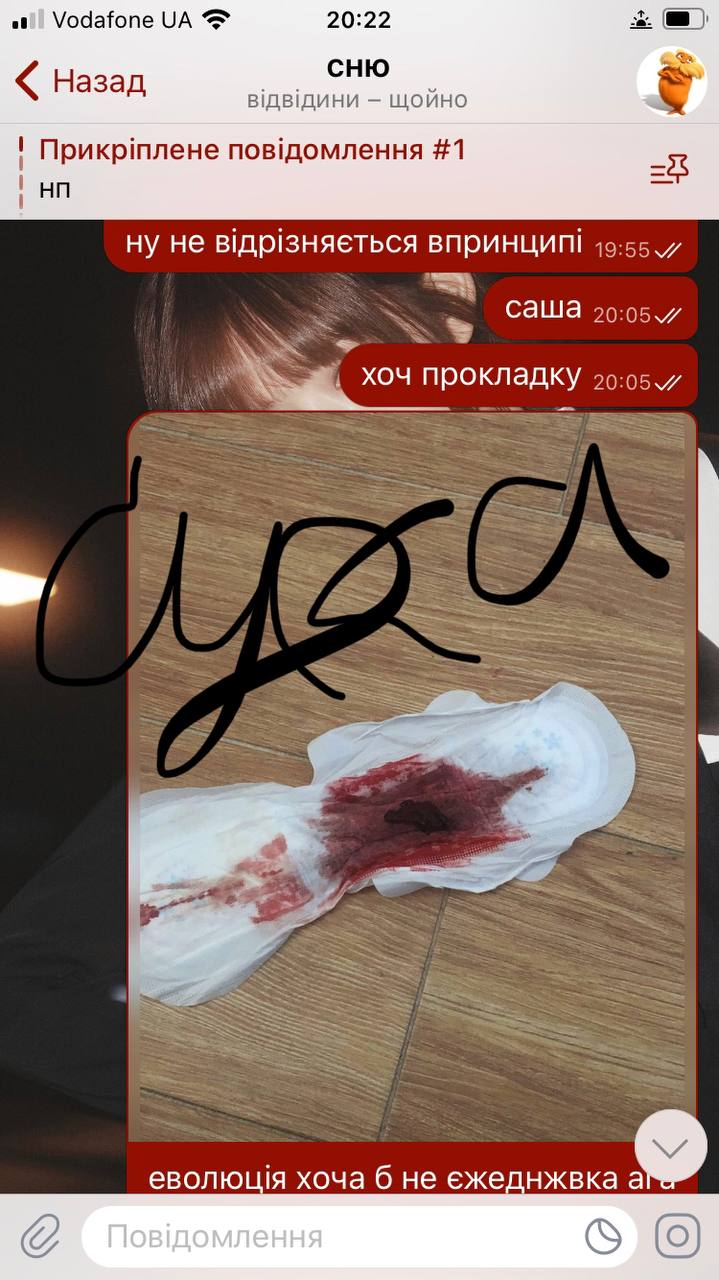 Vodafone UA
20:22
Назад
сню
відвідини – щойно
Прикріплене повідомлення #1
нп
ну не відрізняється впринципі 19:55
саша 20:05
хоч прокладку 20:05
суха
еволюція хоча б не єжеднжвка ага
Повідомлення